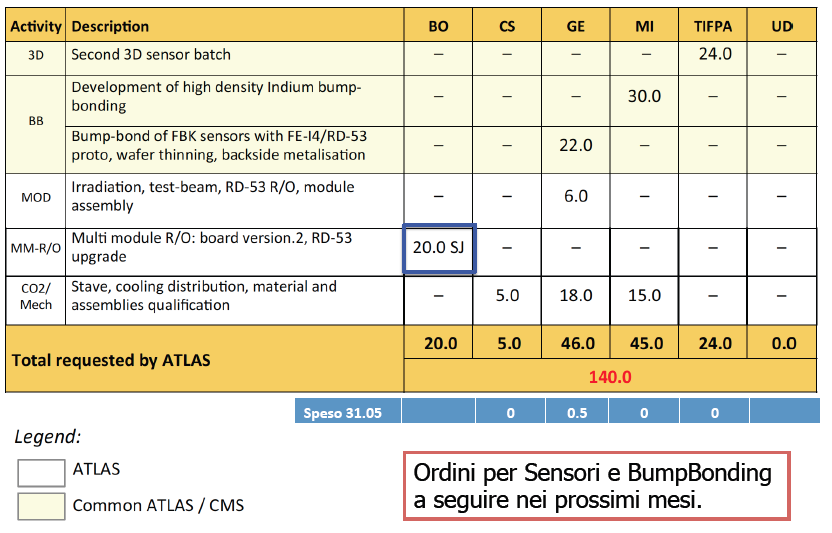 Activity Description BO CS GE MI TIFPA UD
3D Second 3D sensor batch – – – – 24.0 –
BB
Development of high density Indium bump-
bonding – – – 30.0 – –
Bump-bond of FBK sensors with FE-I4/RD-53
proto, wafer thinning, backside metalisation – – 22.0 – – –
MOD Irradiation, test-beam, RD-53 R/O, module
assembly – – 6.0 – – –
MM-R/O Multi module R/O: board version.2, RD-53
upgrade 20.0 SJ – – – – –
CO2/
Mech
Stave, cooling distribution, material and
assemblies qualification – 5.0 18.0 15.0 – –
Total requested by ATLAS 20.0 5.0 46.0 45.0 24.0 0.0
140.0
Speso 31.05 0 0.5 0 0
Legend:
ATLAS
Common ATLAS / CMS
Ordini per Sensori e BumpBonding
a seguire nei prossimi mesi.